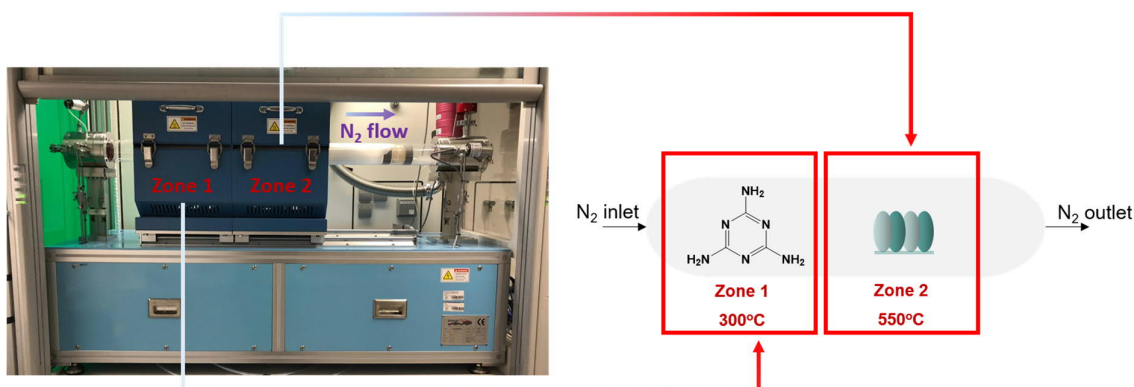 N2 flow
Zone 1
Zone 2
N2 inlet
NH2
N
N
N
H2N
NH2
Zone 1
300°C
Zone 2
550°C
N2 outlet